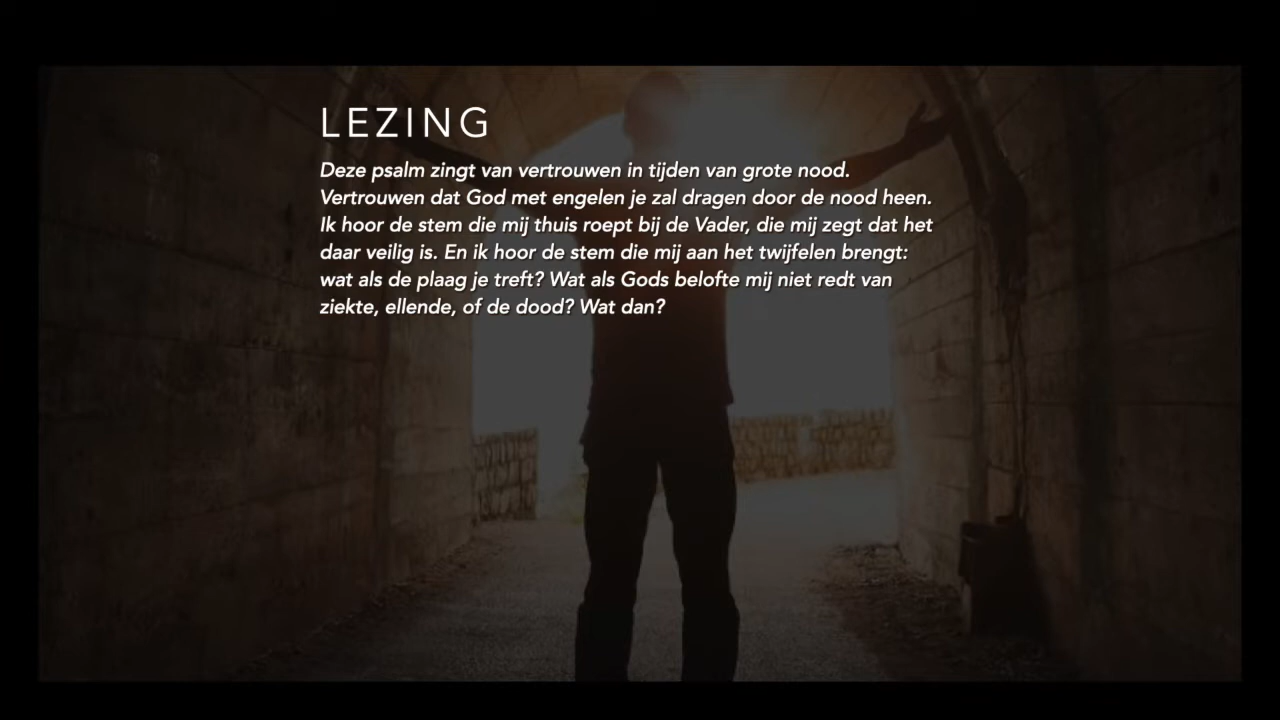 LEZING
Deze psalm zingt van vertrouwen in tijden van grote nood.
Vertrouwen dat God met engelen je zal dragen door de nood heen.
Ik hoor de stem die mij thuis roept bij de Vader, die mij zegt dat het
daar veilig is. En ik hoor de stem die mij aan het twijfelen brengt:
wat als de plaag je treft? Wat als Gods belofte mij niet redt van
ziekte, ellende, of de dood? Wat dan?